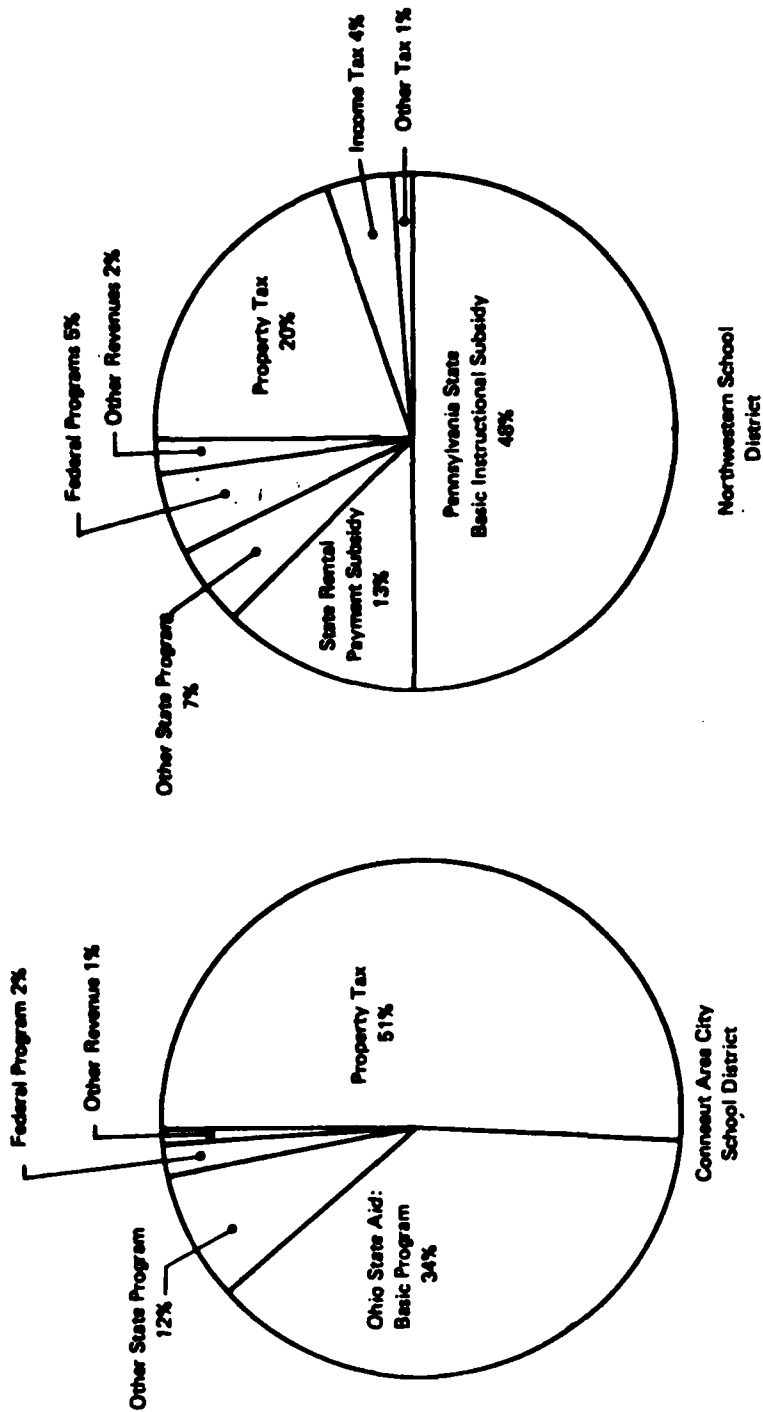 Federal Program 2%
Other Revenue 1%
Other State Program
12%
Property Tax
51%
Ohio State Aid:
Basic Program
34%
Conneaut Area City
School District
Federal Programs 5%
Other Revenues 2%
Other State Program
7%
Property Tax
20%
Income Tax 4%
Other Tax 1%
State Rental
Payment Subsidy
13%
Pennsylvania State
Basic Instructional Subsidy
48%
Northwestern School
District